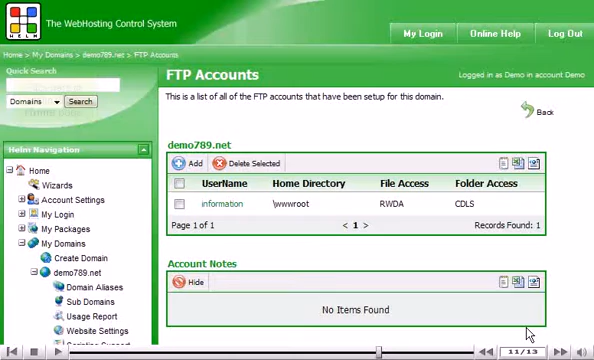 HELM
The WebHosting Control System
My Login
Online Help
Log Out
Home > My Domains > demo789.net > FTP Accounts
Quick Search
Domains
Search
FTP Accounts
Logged in as Demo in account Demo
This is a list of all of the FTP accounts that have been setup for this domain.
Back
Helm Navigation
Home
Wizards
Account Settings
My Login
My Packages
My Domains
Create Domain
demo789.net
Domain Aliases
Sub Domains
Usage Report
Website Settings
Scripting Support
demo789.net
Add
Delete Selected
UserName Home Directory File Access Folder Access
information \wwwroot RWDA CDLS
Page 1 of 1 < 1 > Records Found: 1
Account Notes
Hide
No Items Found
11/13